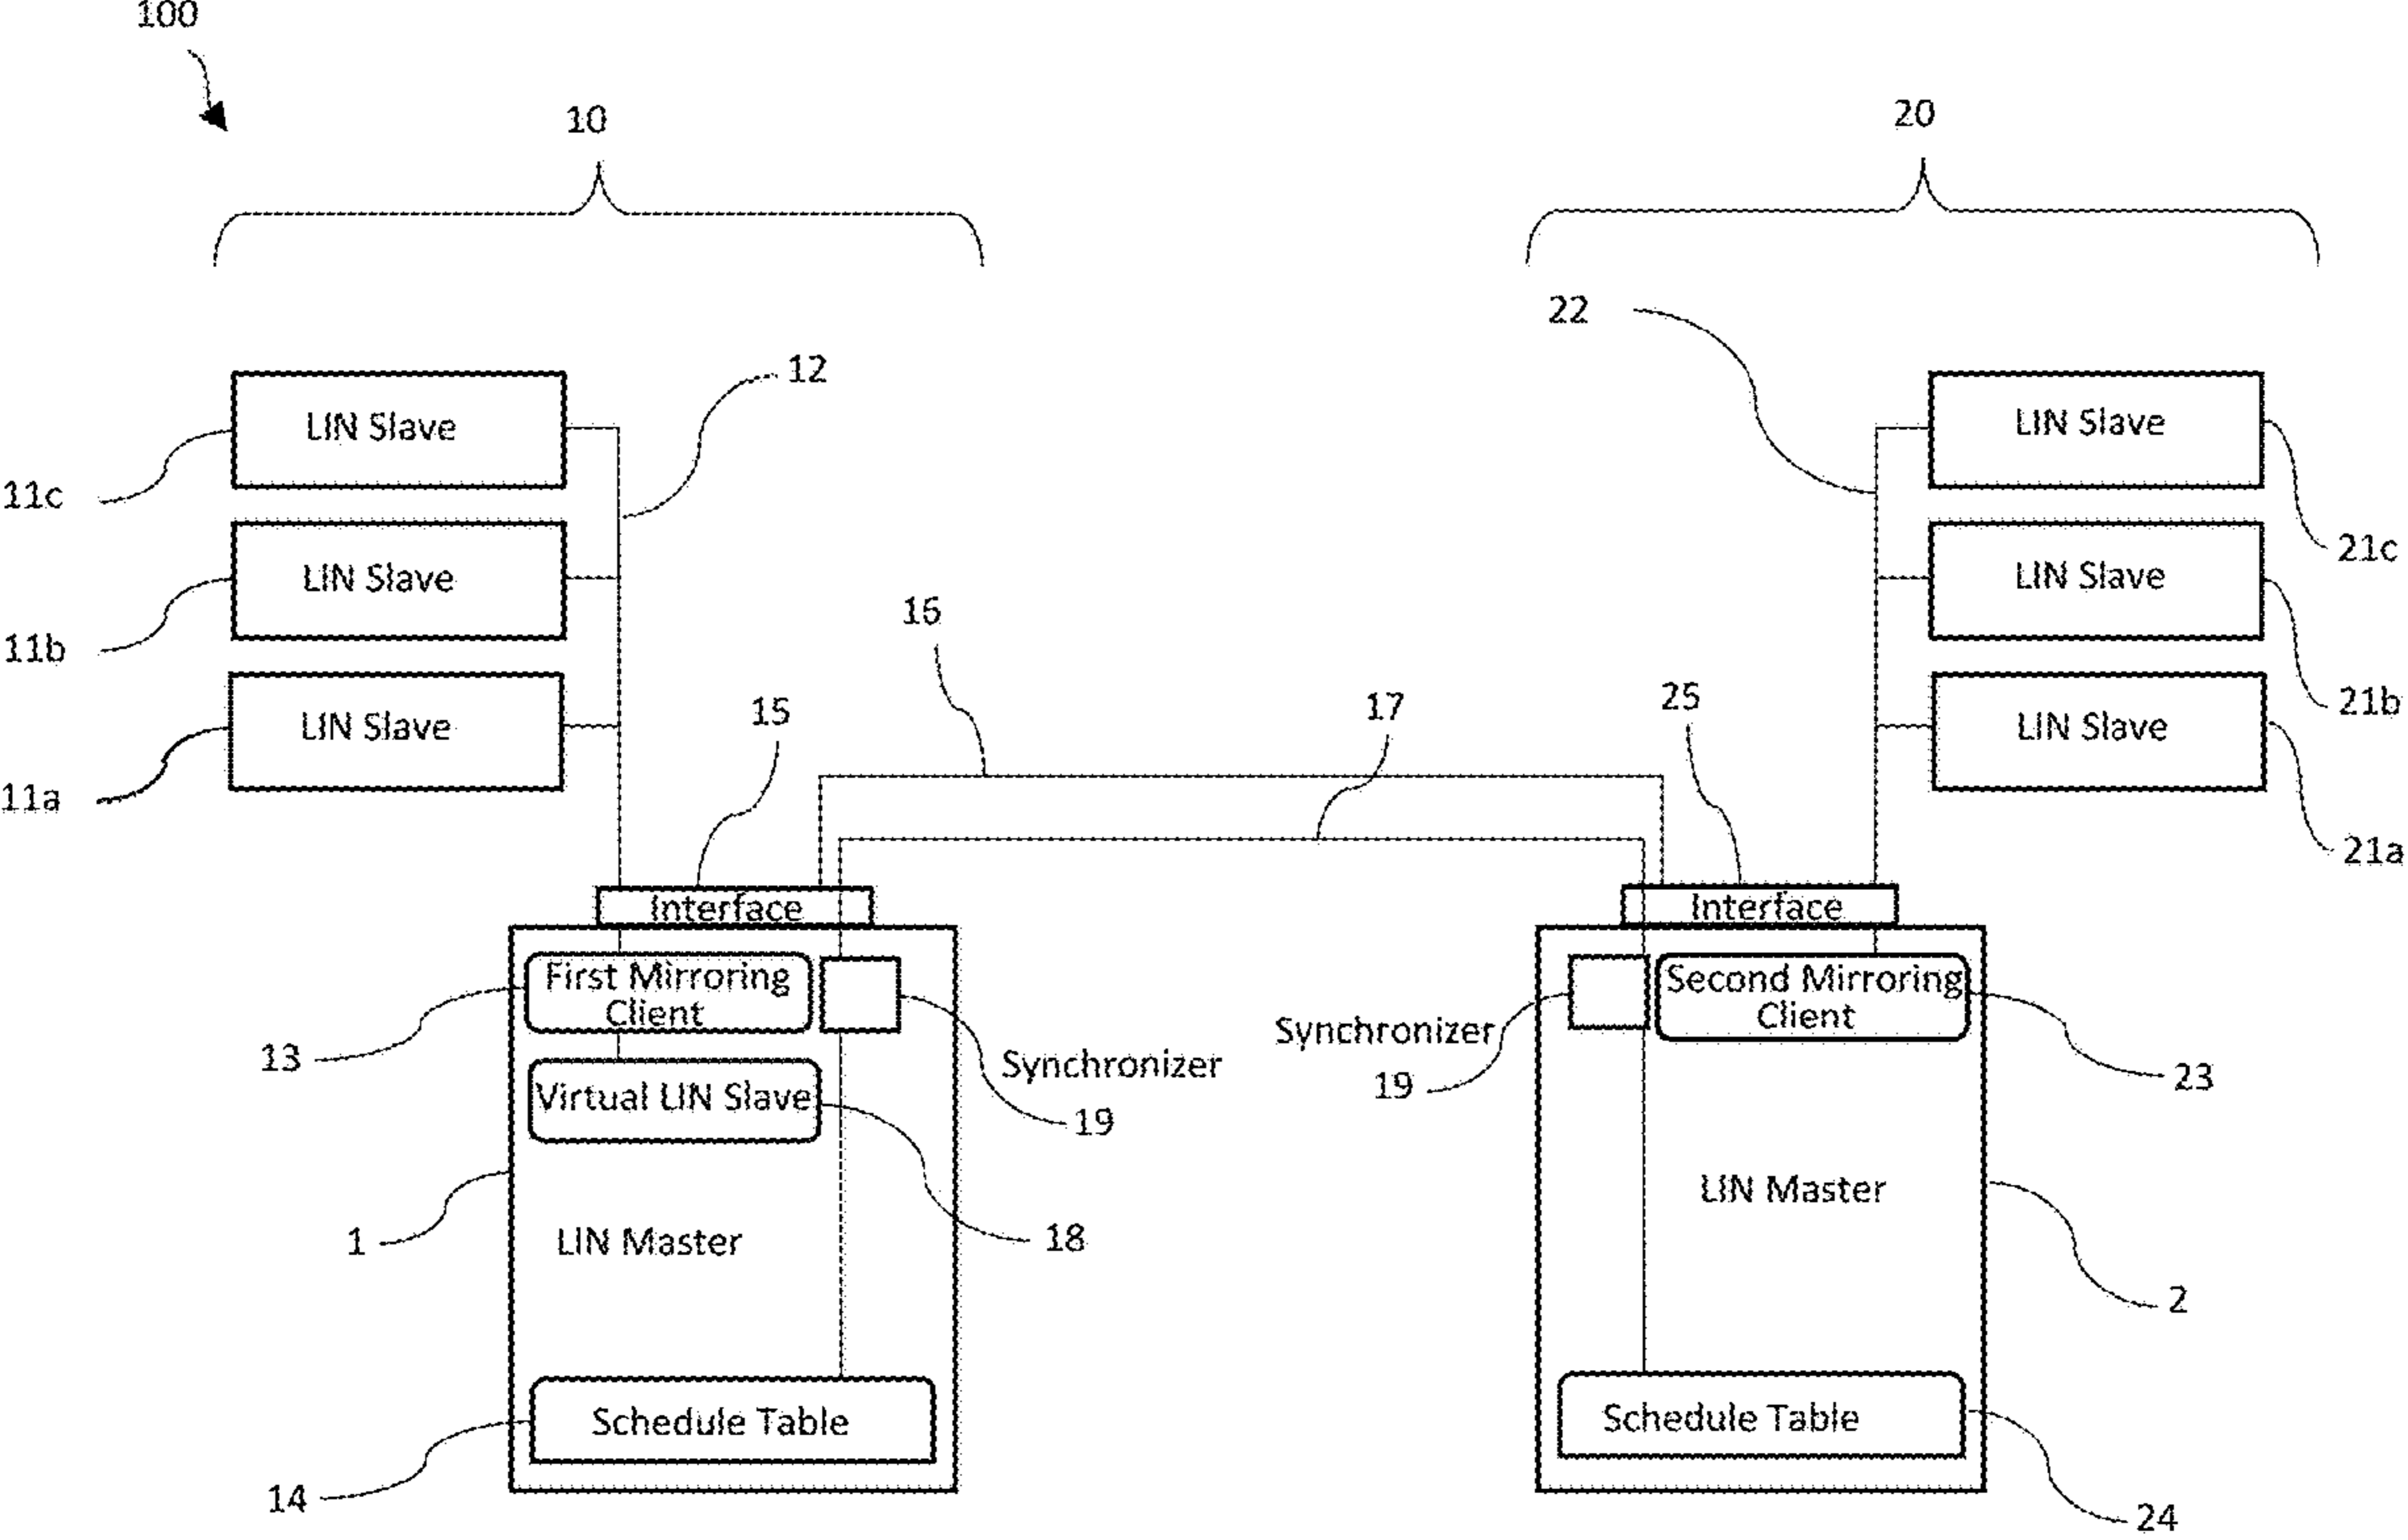 100
10
20
22
12
LIN Slave
LIN Slave
11c
21c
LIN Slave
LIN Slave
16
11b
21b
15
17
25
LIN Slave
LIN Slave
11a
21a
Interface
Interface
First Mirroring
Client
Second Mirroring
Client
Synchronizer
19
13
Synchronizer
19
23
Virtual LIN Slave
LIN Master
1
LIN Master
18
2
Schedule Table
Schedule Table
14
24